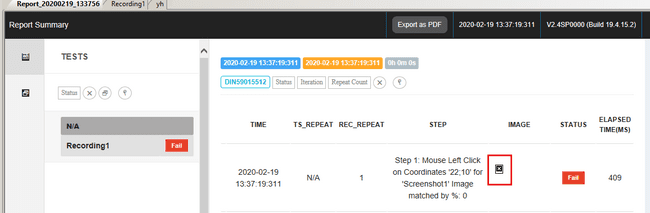 Report_20200219_133756 Recording1 yh
Report Summary Export as PDF 2020-02-19 13:37:19:311 V2.4SP0000 (Build 19.4.15.2)
TESTS
Status
N/A
Recording1 Fail
2020-02-19 13:37:19:311 2020-02-19 13:37:19:311 0h 0m 0s
DIN59015512 Status Iteration Repeat Count
TIME TS_REPEAT REC_REPEAT STEP IMAGE STATUS ELAPSED
TIME(MS)
2020-02-19
13:37:19:311 N/A 1 Step 1: Mouse Left Click
on Coordinates '22;10' for
'Screenshot1' Image
matched by %: 0 Fail 409